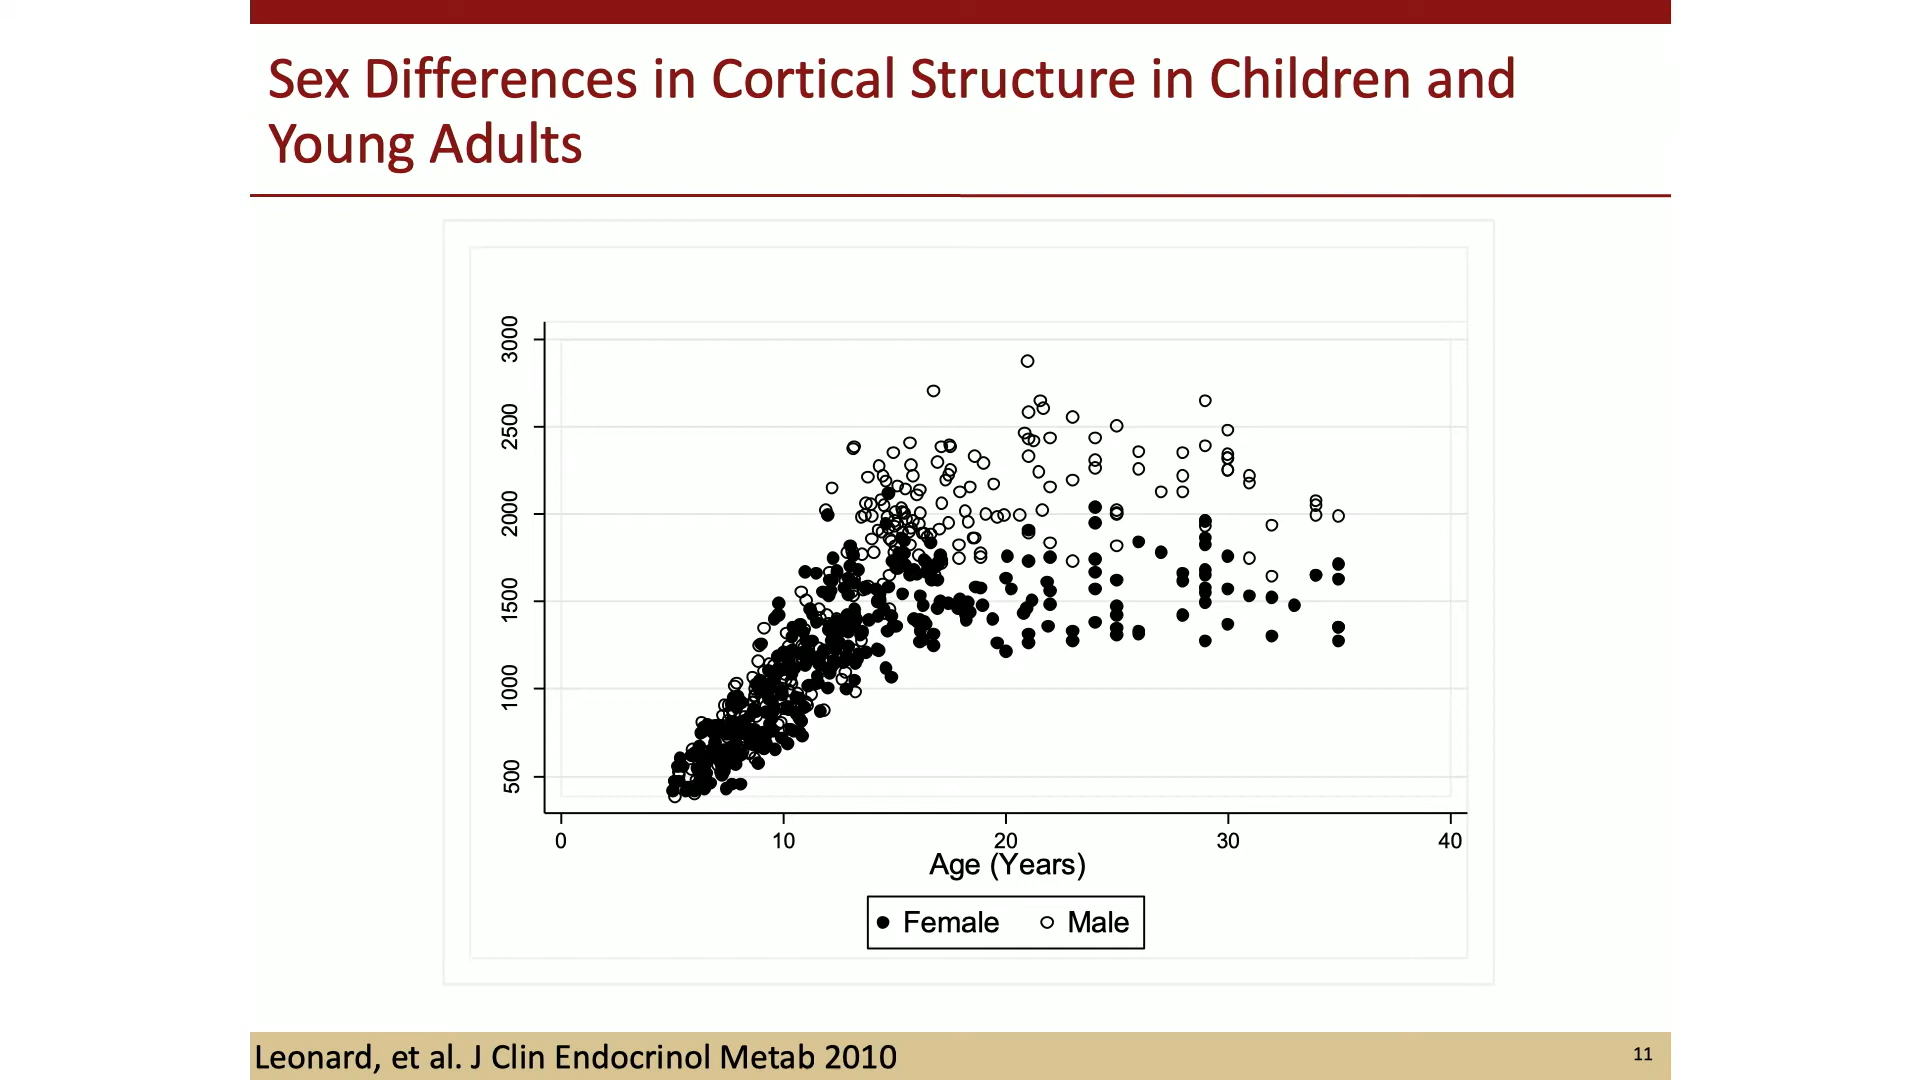 Sex Differences in Cortical Structure in Children and
Young Adults
3000
2500
2000
1500
1000
500
0 10 20 30 40
Age (Years)
Female Male
Leonard, et al. J Clin Endocrinol Metab 2010
11